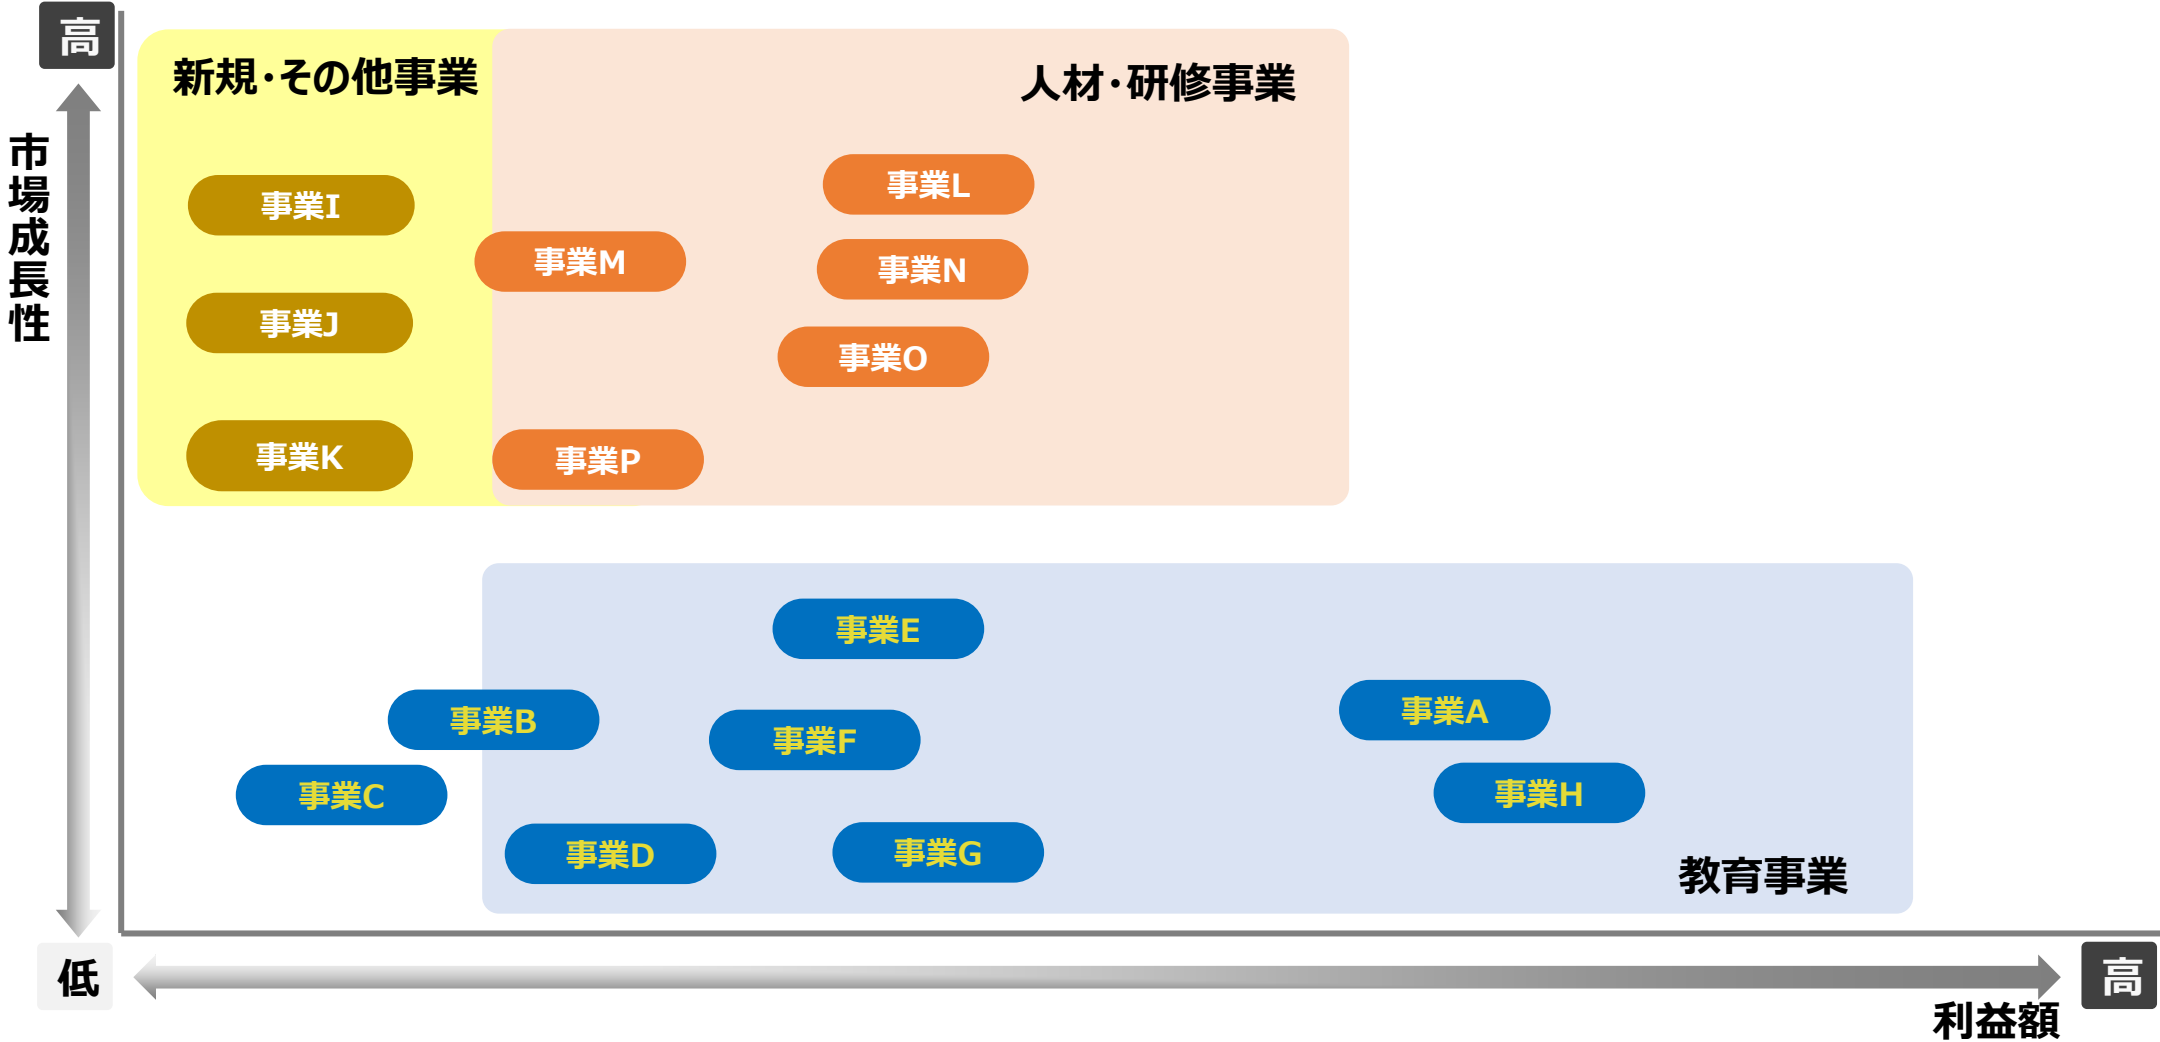 高
市場成長性
新規・その他事業
人材・研修事業
事業I
事業L
事業M
事業N
事業J
事業O
事業K
事業P
事業E
事業B
事業F
事業A
事業C
事業H
事業D
事業G
教育事業
低
高
利益額